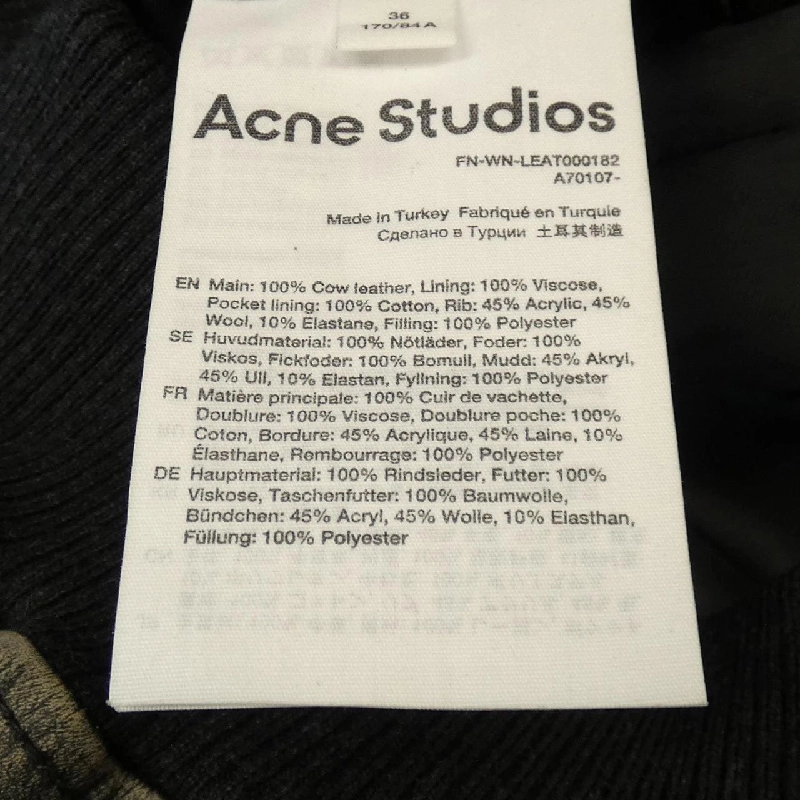 36
170/84A
Acne Studios
FN-WN-LEAT000182
A70107-
Made in Turkey Fabriqué en Turquie
Сделано в Турции 土耳其制造
EN Main: 100% Cow leather, Lining: 100% Viscose,
Pocket lining: 100% Cotton, Rib: 45% Acrylic, 45%
Wool, 10% Elastane, Filling: 100% Polyester
SE Huvudmaterial: 100% Nötläder, Foder: 100%
Viskos, Fickfoder: 100% Bomull, Mudd: 45% Akryl,
45% Ull, 10% Elastan, Fyllning: 100% Polyester
FR Matière principale: 100% Cuir de vachette,
Doublure: 100% Viscose, Doublure poche: 100%
Coton, Bordure: 45% Acrylique, 45% Laine, 10%
Élasthane, Rembourrage: 100% Polyester
DE Hauptmaterial: 100% Rindsleder, Futter: 100%
Viskose, Taschenfutter: 100% Baumwolle,
Bündchen: 45% Acryl, 45% Wolle, 10% Elasthan,
Füllung: 100% Polyester